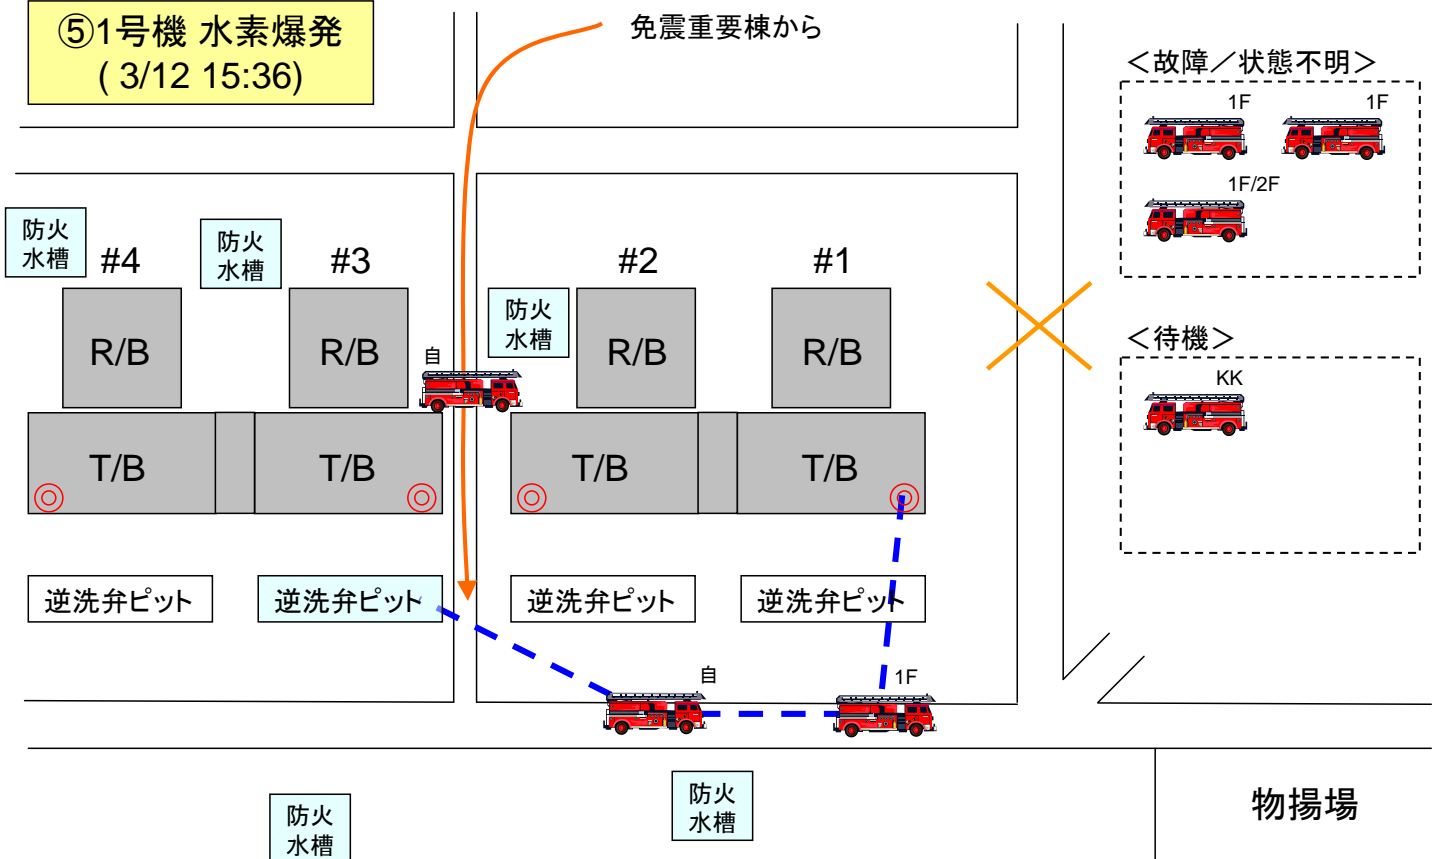 ⑤1号機 水素爆発
( 3/12 15:36)
免震重要棟から
＜故障／状態不明＞
1F
1F
1F/2F
防火
水槽
#4
防火
水槽
#3
防火
水槽
#2
#1
R/B
R/B
自
R/B
R/B
＜待機＞
KK
T/B
T/B
T/B
T/B
逆洗弁ピット
逆洗弁ピット
逆洗弁ピット
逆洗弁ピット
自
1F
防火
水槽
防火
水槽
物揚場